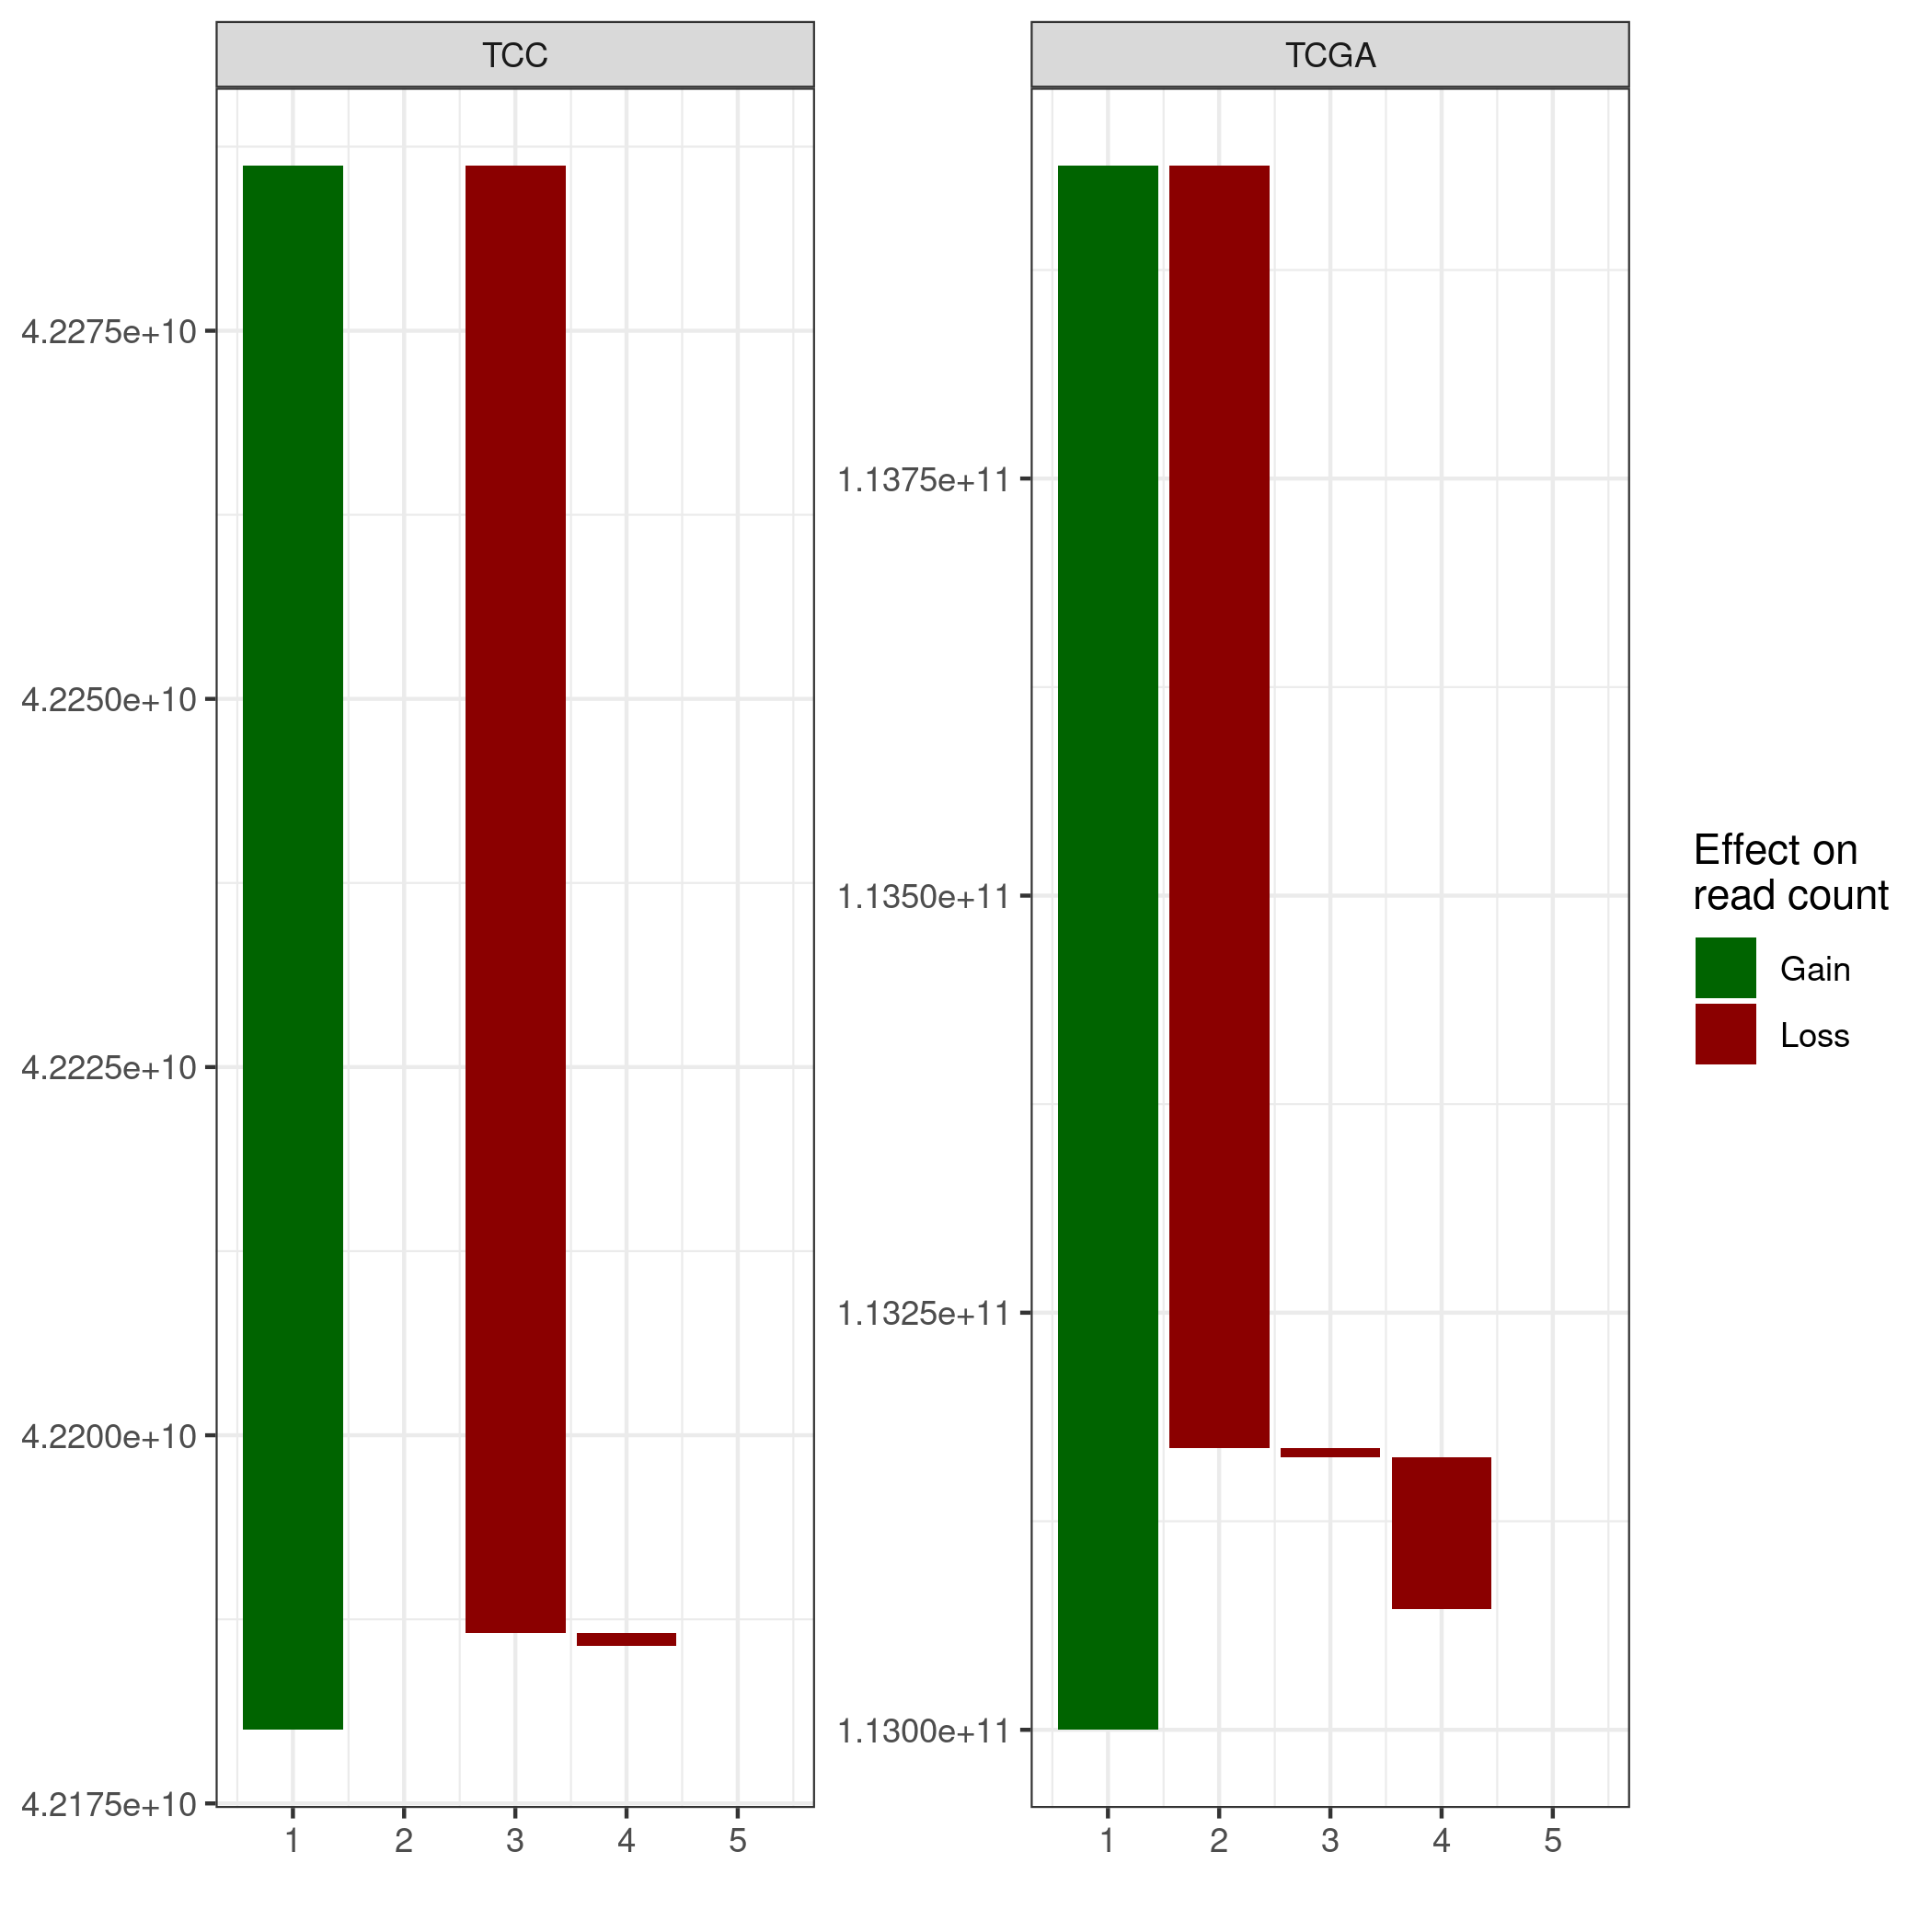 TCC
TCGA
4.2275e+10
4.2250e+10
4.2225e+10
4.2200e+10
4.2175e+10
1 2 3 4 5
1.1375e+11
1.1350e+11
1.1325e+11
1.1300e+11
1 2 3 4 5
Effect on
read count
Gain
Loss